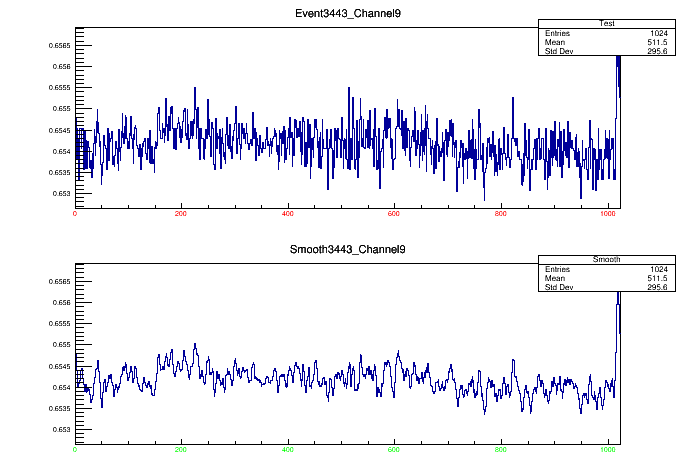 Event3443_Channel9
Test
Entries 1024
Mean 511.5
Std Dev 295.6
0.6565
0.656
0.6555
0.655
0.6545
0.654
0.6535
0.653
0 200 400 600 800 1000
Smooth3443_Channel9
Smooth
Entries 1024
Mean 511.5
Std Dev 295.6
0.6565
0.656
0.6555
0.655
0.6545
0.654
0.6535
0.653
0 200 400 600 800 1000